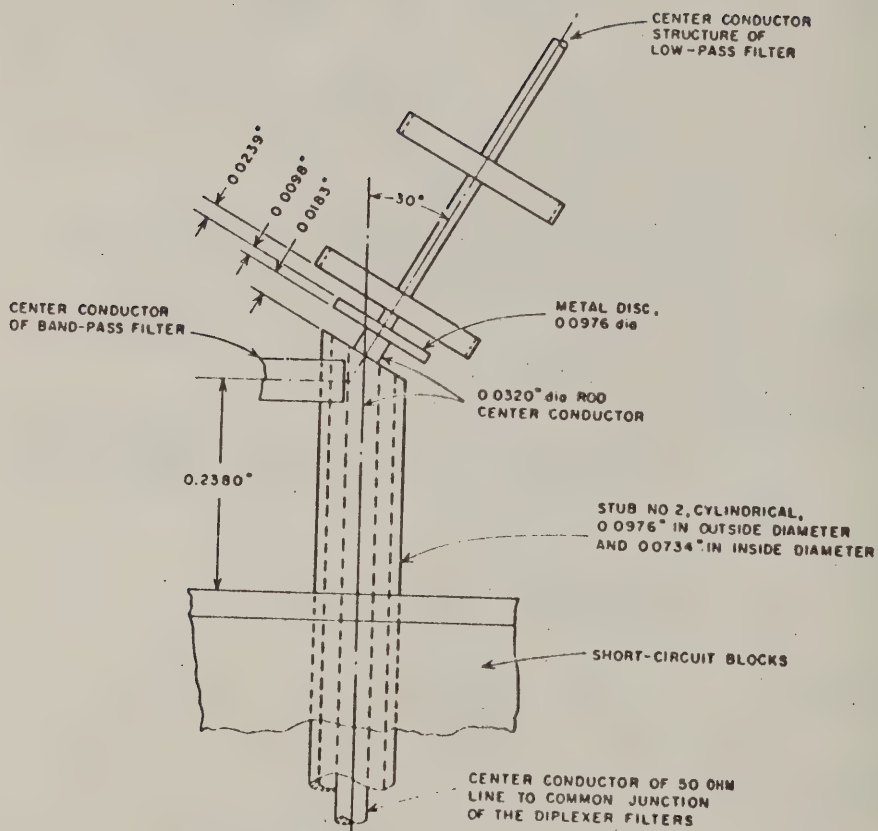 CENTER CONDUCTOR
STRUCTURE OF
LOW-PASS FILTER
0.0239"
0.0098"
0.0183"
30°
CENTER CONDUCTOR
OF BAND-PASS FILTER
METAL DISC,
0.0976 dia
0.0320" dia ROD
CENTER CONDUCTOR
0.2380"
STUB NO 2, CYLINDRICAL,
0.0976" IN OUTSIDE DIAMETER
AND 0.0734" IN INSIDE DIAMETER
SHORT-CIRCUIT BLOCKS
CENTER CONDUCTOR OF 50 OHM
LINE TO COMMON JUNCTION
OF THE DIPLEXER FILTERS